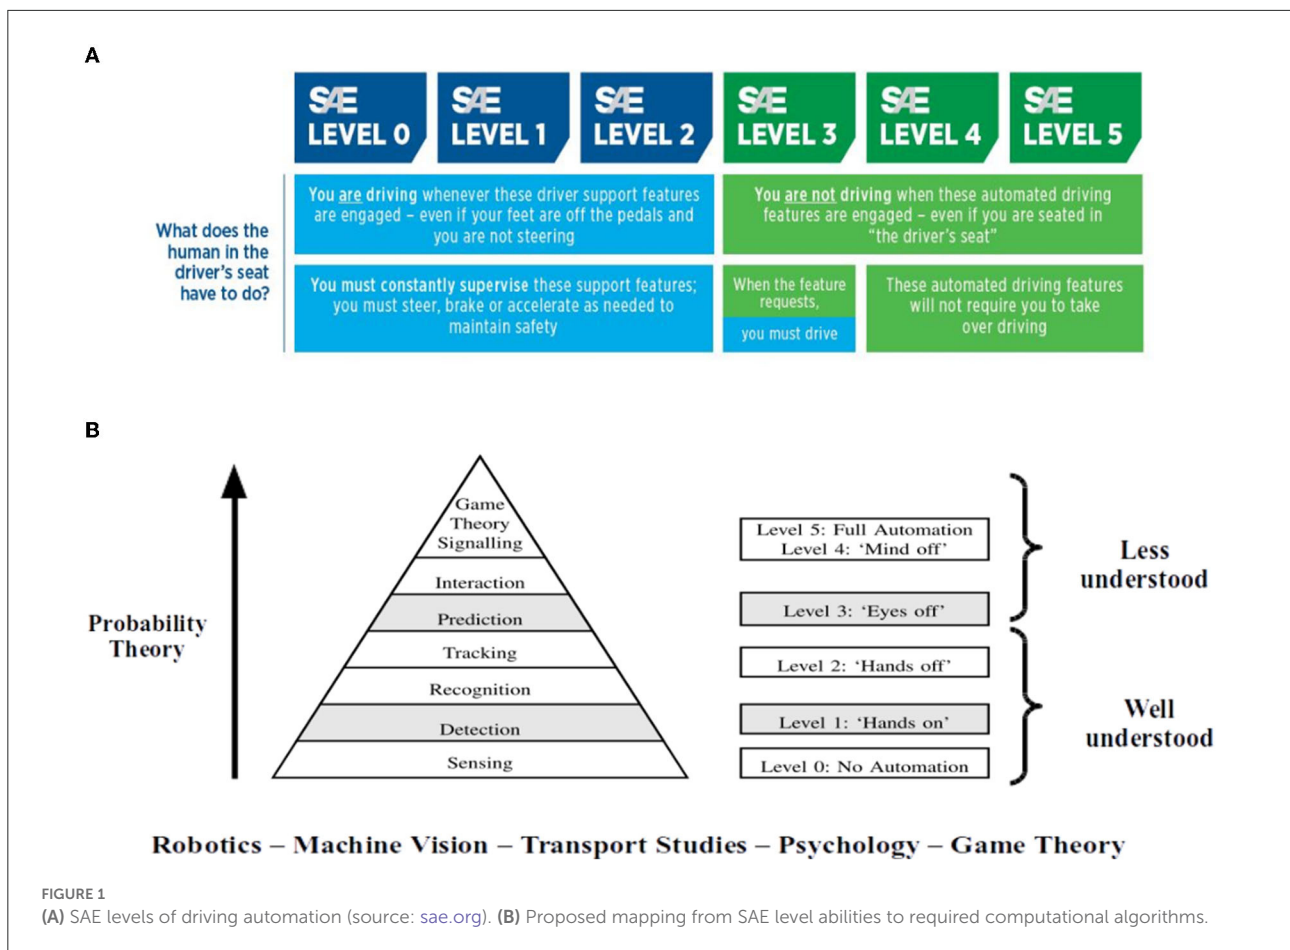 A
SAE
LEVEL 0
SAE
LEVEL 1
SAE
LEVEL 2
SAE
LEVEL 3
SAE
LEVEL 4
SAE
LEVEL 5
What does the
human in the
driver's seat
have to do?
You are driving whenever these driver support features
are engaged – even if your feet are off the pedals and
you are not steering
You are not driving when these automated driving
features are engaged – even if you are seated in
“the driver's seat”
You must constantly supervise these support features;
you must steer, brake or accelerate as needed to
maintain safety
When the feature
requests,
you must drive
These automated driving features
will not require you to take
over driving
B
Probability
Theory
Game
Theory
Signalling
Interaction
Prediction
Tracking
Recognition
Detection
Sensing
Level 5: Full Automation
Level 4: ‘Mind off’
Level 3: ‘Eyes off’
Level 2: ‘Hands off’
Level 1: ‘Hands on’
Level 0: No Automation
Less
understood
Well
understood
Robotics – Machine Vision – Transport Studies – Psychology – Game Theory
FIGURE 1
(A) SAE levels of driving automation (source: sae.org). (B) Proposed mapping from SAE level abilities to required computational algorithms.